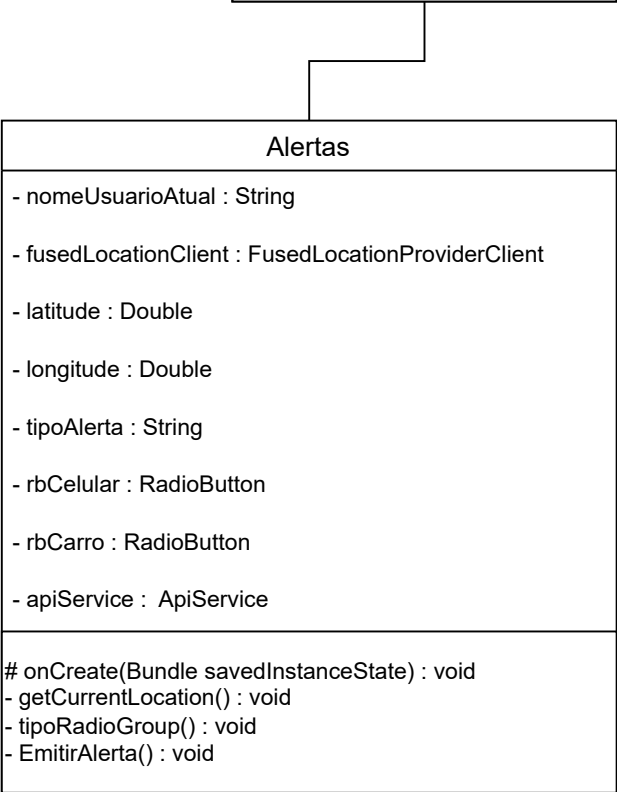 Alertas
- nomeUsuarioAtual : String
- fusedLocationClient : FusedLocationProviderClient
- latitude : Double
- longitude : Double
- tipoAlerta : String
- rbCelular : RadioButton
- rbCarro : RadioButton
- apiService :  ApiService
# onCreate(Bundle savedInstanceState) : void
- getCurrentLocation() : void
- tipoRadioGroup() : void
- EmitirAlerta() : void